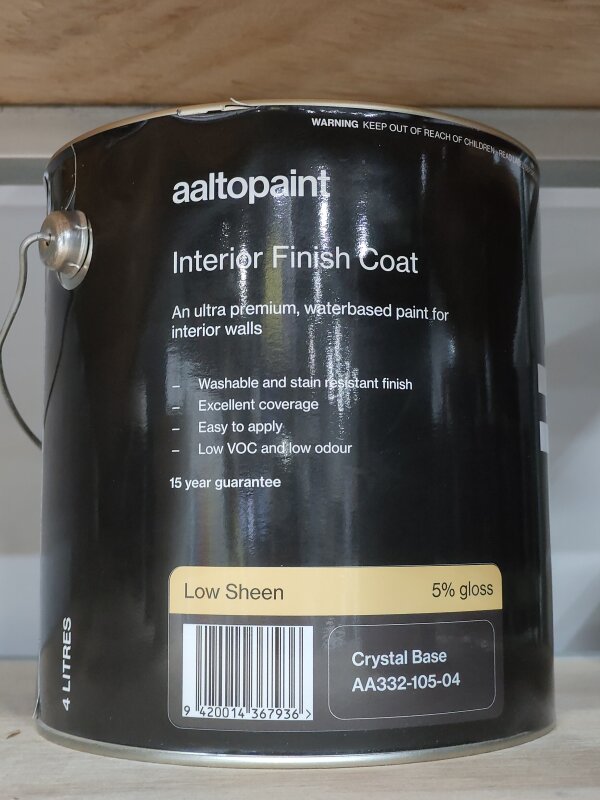 WARNING KEEP OUT OF REACH OF CHILDREN.
aaltopaint
Interior Finish Coat
An ultra premium, waterbased paint for
interior walls
– Washable and stain resistant finish
– Excellent coverage
– Easy to apply
– Low VOC and low odour
15 year guarantee
Low Sheen 5% gloss
9 420014 367936 >
Crystal Base
AA332-105-04
4 LITRES